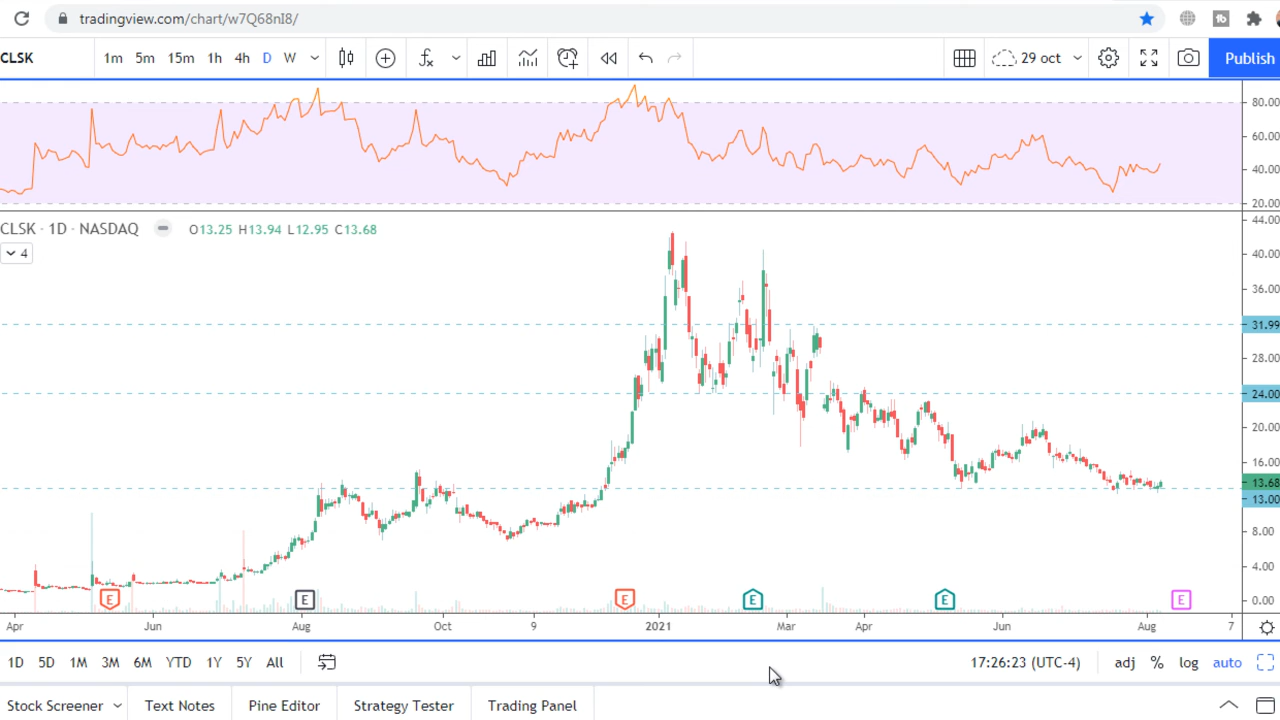 tradingview.com/chart/w7Q68nI8/
CLSK 1m 5m 15m 1h 4h D W 29 oct Publish
80.00
60.00
40.00
20.00
CLSK · 1D · NASDAQ O13.25 H13.94 L12.95 C13.68
4
44.00
40.00
36.00
31.99
28.00
24.00
20.00
16.00
13.68
13.00
8.00
4.00
0.00
E E E E E E
Apr Jun Aug Oct 9 2021 Mar Apr Jun Aug 7
1D 5D 1M 3M 6M YTD 1Y 5Y All 17:26:23 (UTC-4) adj % log auto
Stock Screener Text Notes Pine Editor Strategy Tester Trading Panel